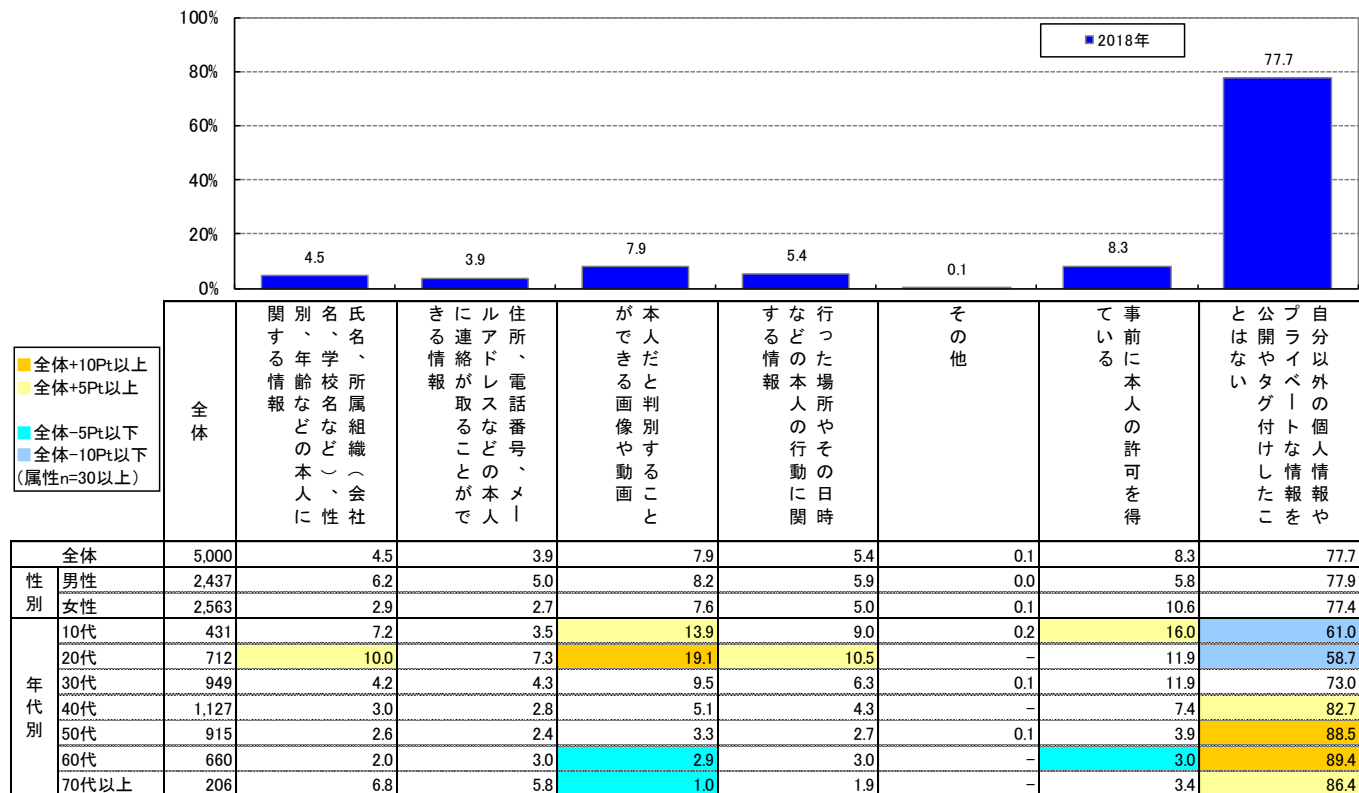 100%
80%
60%
40%
20%
0%
■2018年
4.5
3.9
7.9
5.4
0.1
8.3
77.7
全体+10Pt以上
全体+5Pt以上
全体-5Pt以下
全体-10Pt以下
(属性n=30以上)
全体
氏名、所属組織（会社
名、学校名など）、性
別、年齢などの本人に
関する情報
住所、電話番号、メー
ルアドレスなどの本人
に連絡が取ることがで
きる情報
本人だと判別すること
ができる画像や動画
行った場所やその日時
などの本人の行動に関
する情報
その他
事前に本人の許可を得
ている
自分以外の個人情報や
プライベートな情報を
公開やタグ付けしたこ
とはない
全体 5,000 4.5 3.9 7.9 5.4 0.1 8.3 77.7
性別
男性 2,437 6.2 5.0 8.2 5.9 0.0 5.8 77.9
女性 2,563 2.9 2.7 7.6 5.0 0.1 10.6 77.4
年代別
10代 431 7.2 3.5 13.9 9.0 0.2 16.0 61.0
20代 712 10.0 7.3 19.1 10.5 - 11.9 58.7
30代 949 4.2 4.3 9.5 6.3 0.1 11.9 73.0
40代 1,127 3.0 2.8 5.1 4.3 - 7.4 82.7
50代 915 2.6 2.4 3.3 2.7 0.1 3.9 88.5
60代 660 2.0 3.0 2.9 3.0 - 3.0 89.4
70代以上 206 6.8 5.8 1.0 1.9 - 3.4 86.4